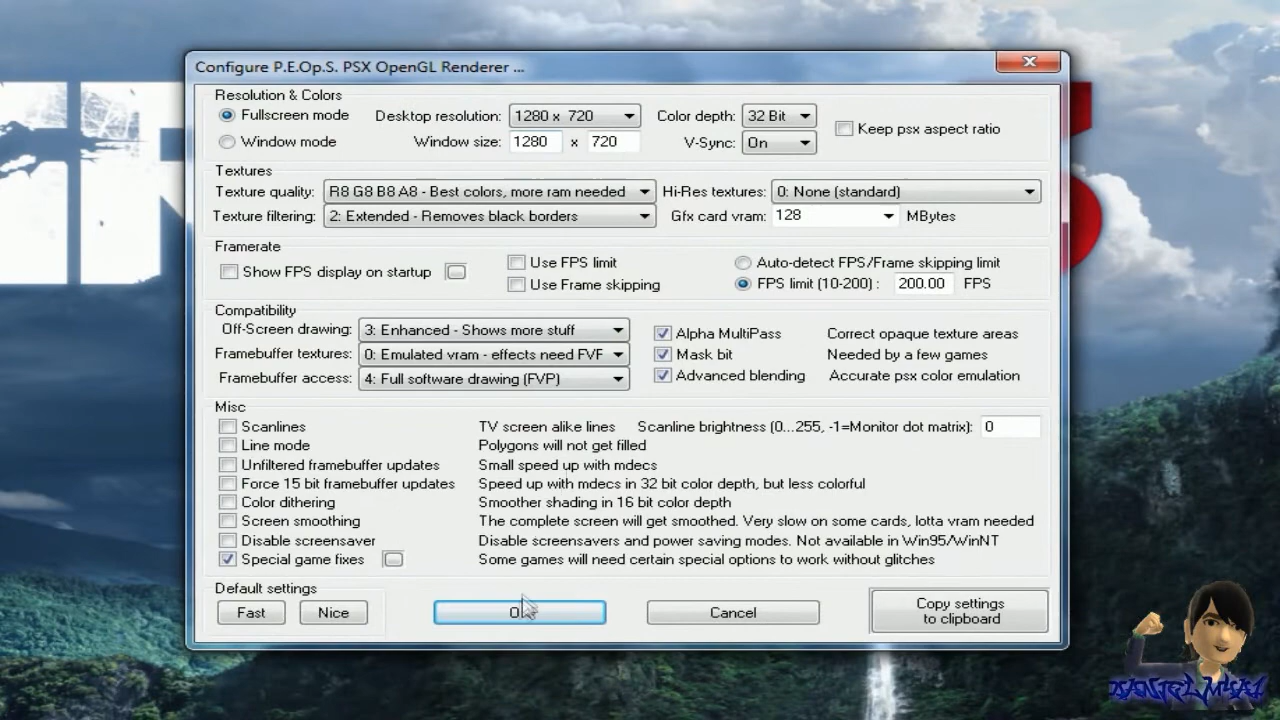 Configure P.E.Op.S. PSX OpenGL Renderer ...
Resolution & Colors
Fullscreen mode Desktop resolution: 1280 x 720 Color depth: 32 Bit Keep psx aspect ratio
Window mode Window size: 1280 x 720 V-Sync: On
Textures
Texture quality: R8 G8 B8 A8 - Best colors, more ram needed Hi-Res textures: 0: None (standard)
Texture filtering: 2: Extended - Removes black borders Gfx card vram: 128 MBytes
Framerate
Show FPS display on startup Use FPS limit Auto-detect FPS/Frame skipping limit
Use Frame skipping FPS limit (10-200) : 200.00 FPS
Compatibility
Off-Screen drawing: 3: Enhanced - Shows more stuff Alpha MultiPass Correct opaque texture areas
Framebuffer textures: 0: Emulated vram - effects need FVF Mask bit Needed by a few games
Framebuffer access: 4: Full software drawing (FVP) Advanced blending Accurate psx color emulation
Misc
Scanlines TV screen alike lines Scanline brightness (0...255, -1=Monitor dot matrix): 0
Line mode Polygons will not get filled
Unfiltered framebuffer updates Small speed up with mdecs
Force 15 bit framebuffer updates Speed up with mdecs in 32 bit color depth, but less colorful
Color dithering Smoother shading in 16 bit color depth
Screen smoothing The complete screen will get smoothed. Very slow on some cards, lotta vram needed
Disable screensaver Disable screensavers and power saving modes. Not available in Win95/WinNT
Special game fixes Some games will need certain special options to work without glitches
Default settings
Fast Nice Cancel Copy settings
to clipboard